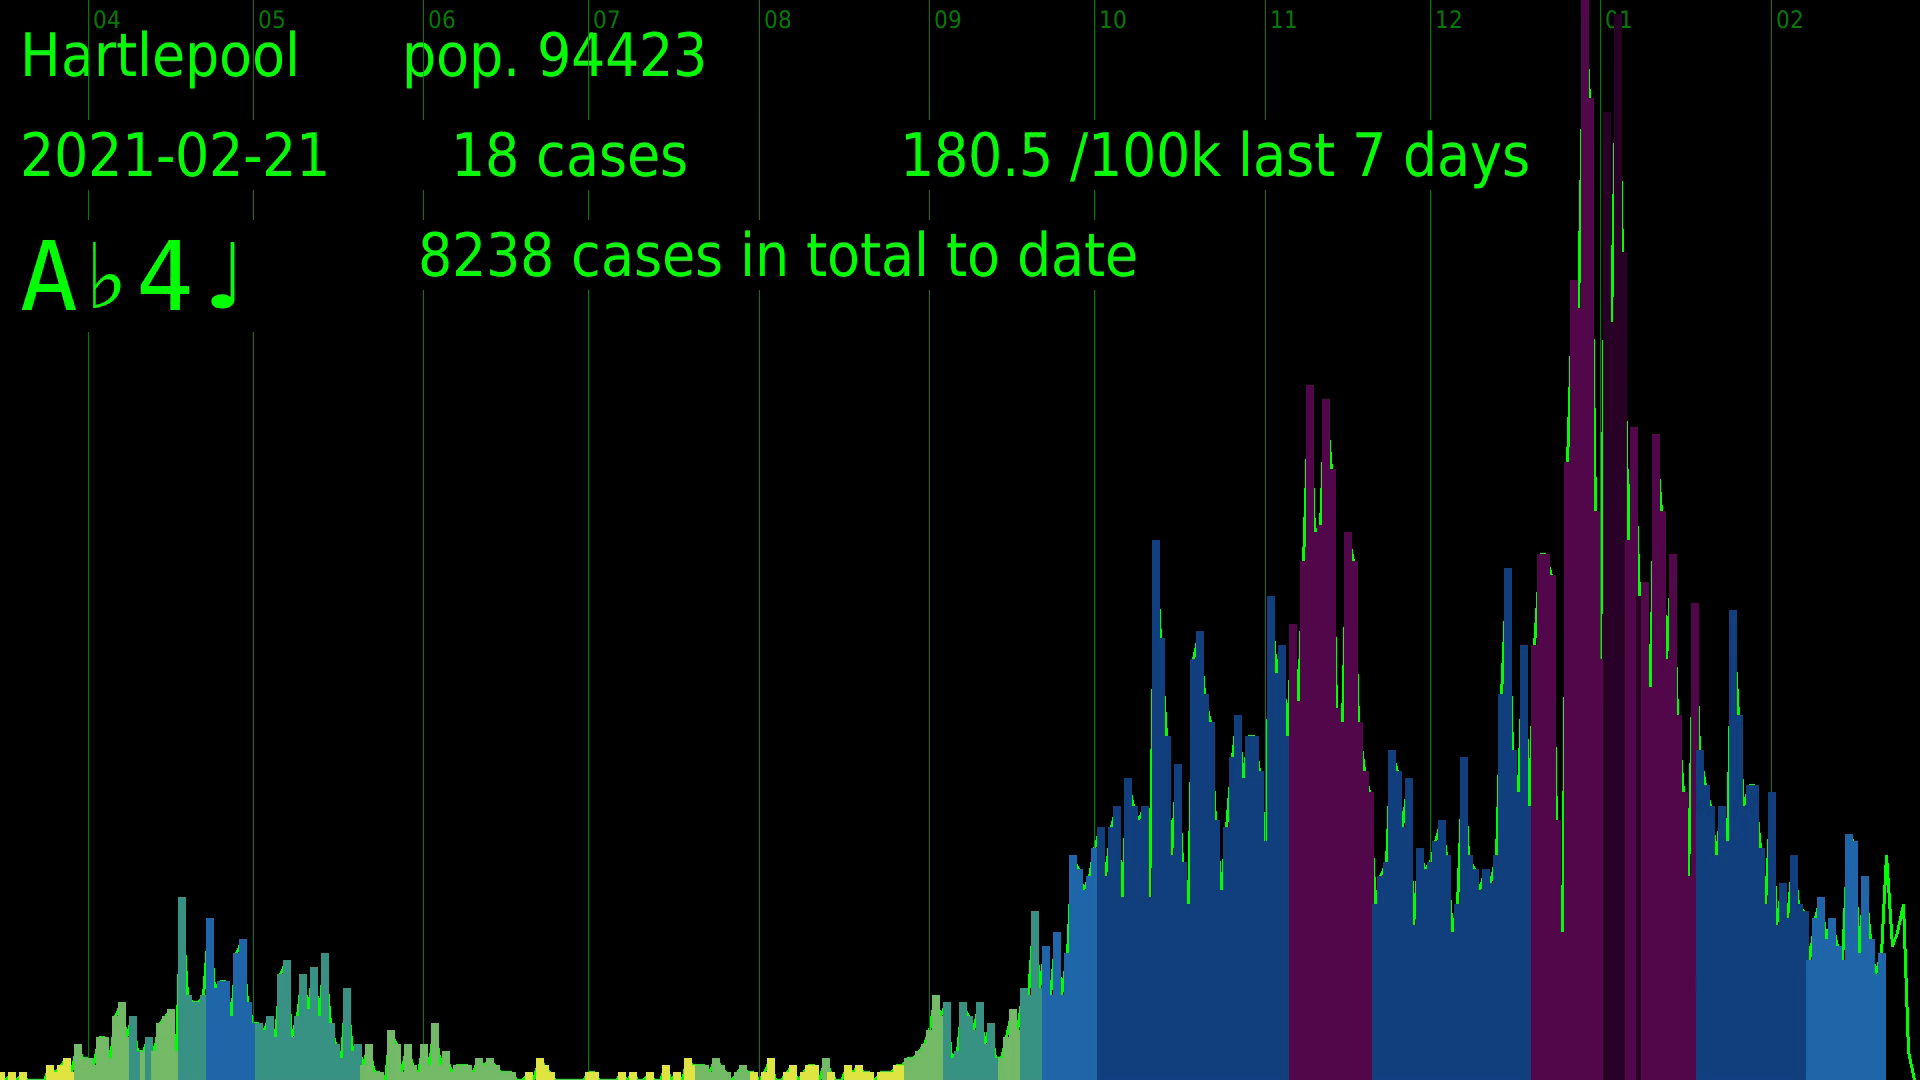 04 05 06 07 08 09 10 11 12 01 02
Hartlepool pop. 94423
2021-02-21 18 cases 180.5 /100k last 7 days
A♭4♩ 8238 cases in total to date